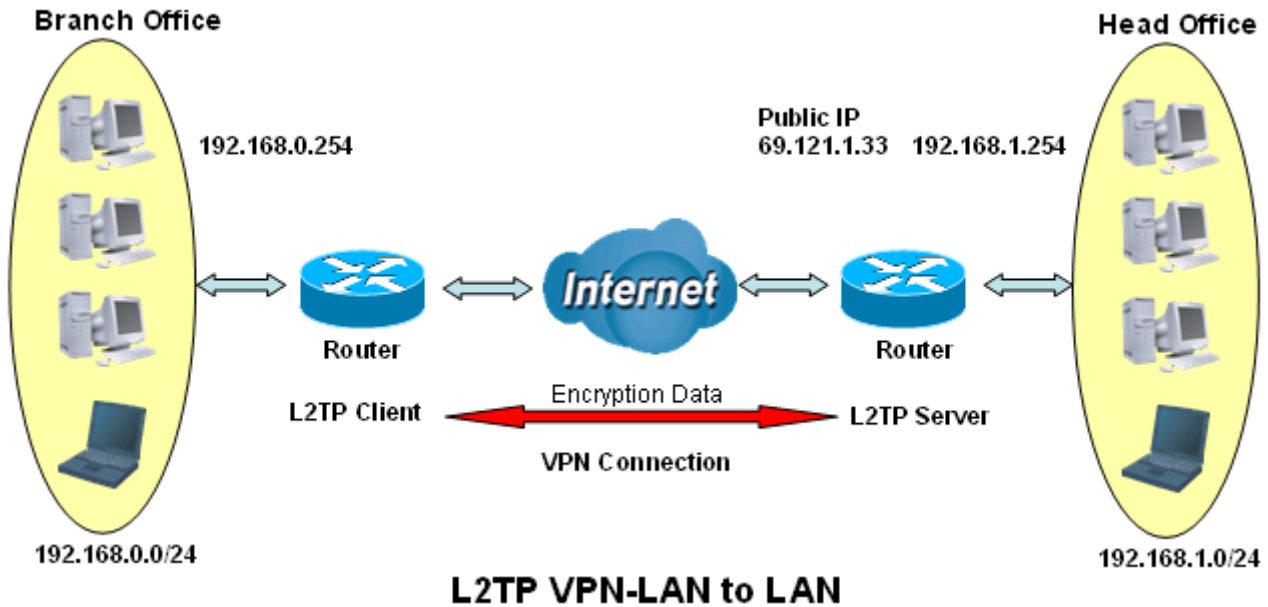 Branch Office
Head Office
Public IP
192.168.0.254
69.121.1.33 192.168.1.254
Internet
Router
Router
Encryption Data
L2TP Client
L2TP Server
VPN Connection
192.168.0.0/24
192.168.1.0/24
L2TP VPN-LAN to LAN